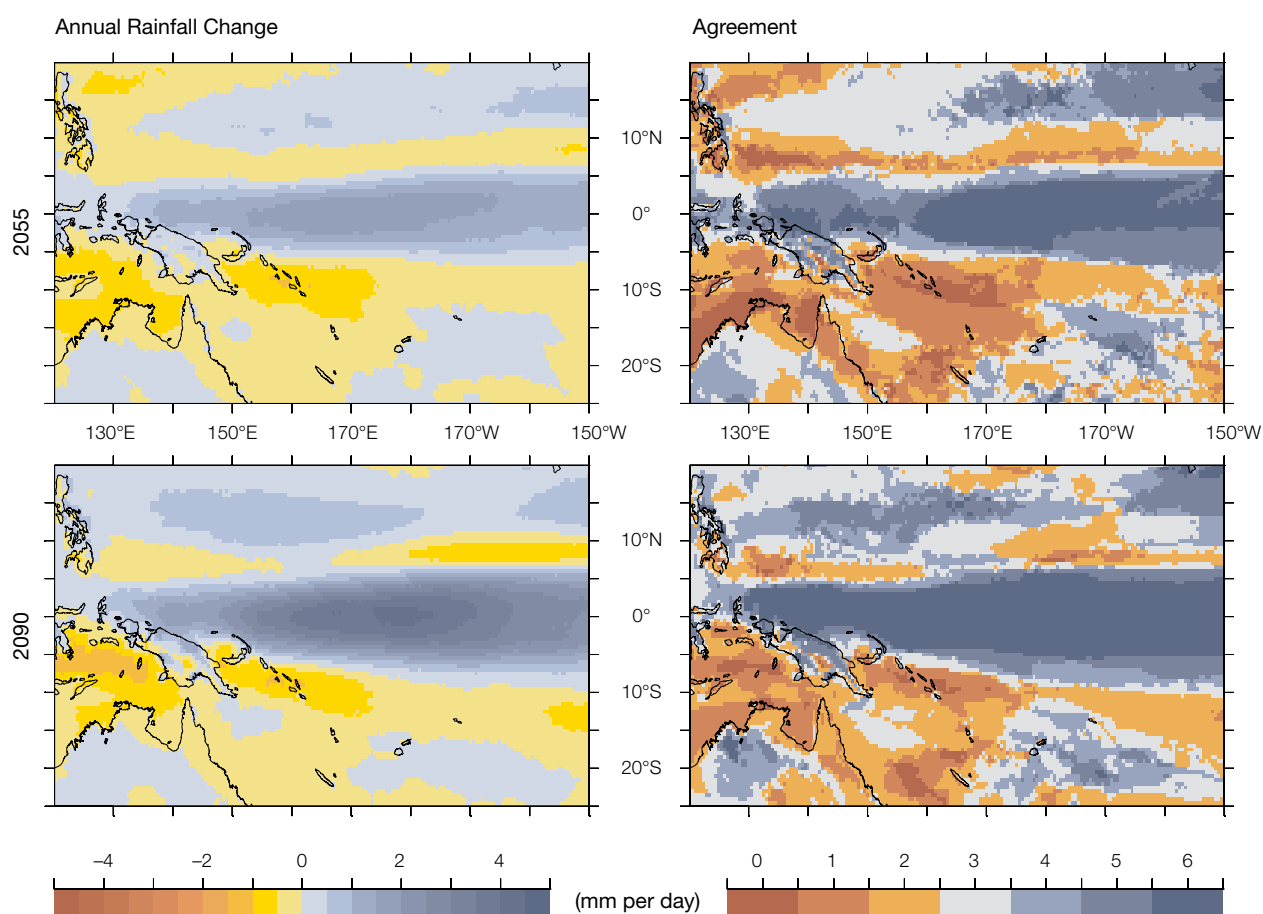 Annual Rainfall Change Agreement
10°N
2055
0°
10°S
20°S
130°E 150°E 170°E 170°W 150°W 130°E 150°E 170°E 170°W 150°W
10°N
2090
0°
10°S
20°S
–4 –2 0 2 4 0 1 2 3 4 5 6
(mm per day)